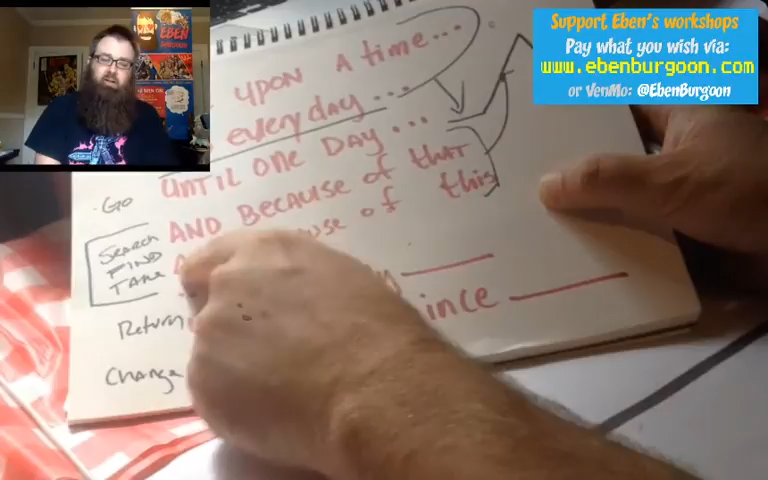 Support Eben's workshops
Pay what you wish via:
www.ebenburgoon.com
or VenMo: @EbenBurgoon
EBEN
UPON A time...
everyday...
UNTIL ONE DAY...
AND BECAUSE of that
of this
ince
Go
Search
FIND
TAKE
Return
Change